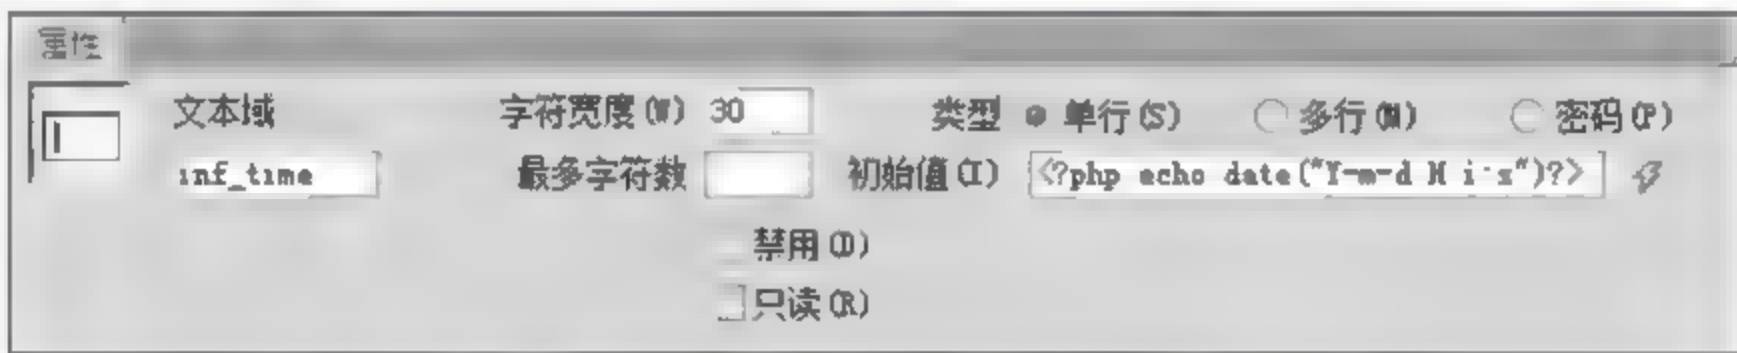 属性
文本域 字符宽度(W) 30 类型 单行(S) 多行(M) 密码(P)
inf_time 最多字符数 初始值(I) <?php echo date("Y-m-d H i:s")?>
禁用(D)
只读(R)